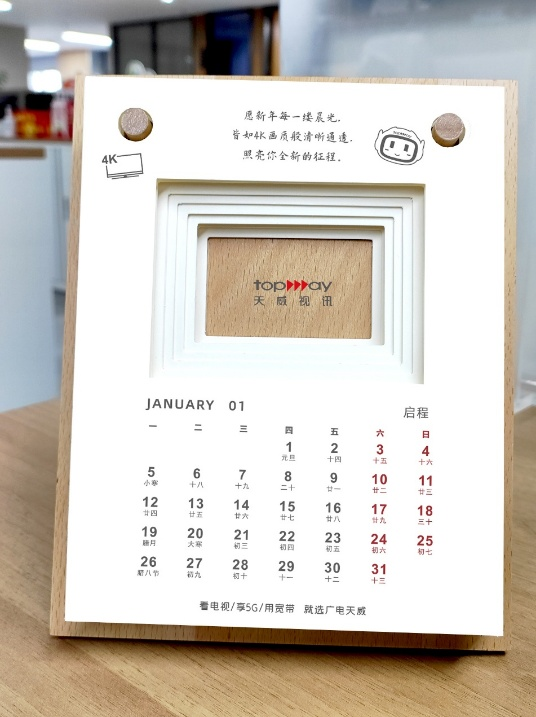 愿新年每一缕晨光,
皆如4K画质般清晰通透,
照亮你全新的征程。
4K
topway
天威视讯
JANUARY 01
启程
一 二 三 四 五 六 日
1 2 3 4
元旦 十四 十五 十六
5 6 7 8 9 10 11
小寒 十八 十九 二十 廿一 廿二 廿三
12 13 14 15 16 17 18
廿四 廿五 廿六 廿七 廿八 廿九 三十
19 20 21 22 23 24 25
腊月 大寒 初三 初四 初五 初六 初七
26 27 28 29 30 31
腊八节 初九 初十 十一 十二 十三
看电视/享5G/用宽带 就选广电天威